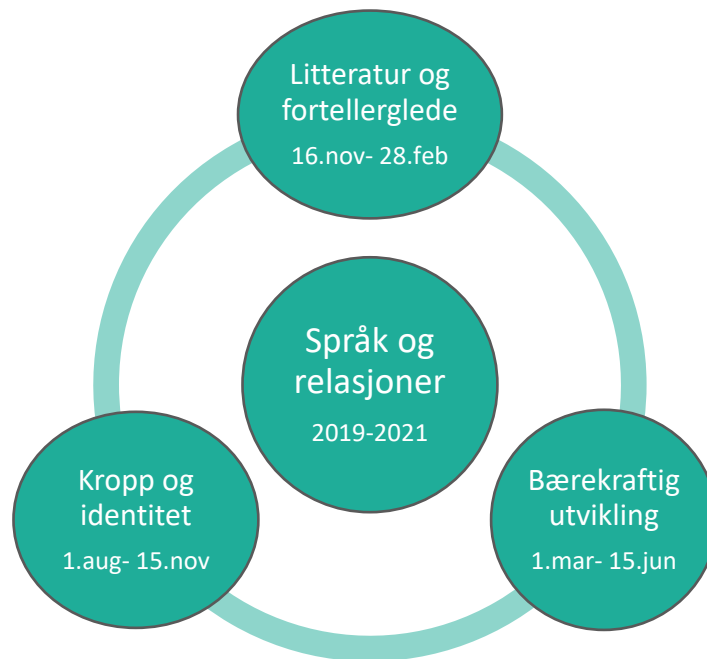 Litteratur og
fortellerglede
16.nov- 28.feb
Språk og
relasjoner
2019-2021
Kropp og
identitet
1.aug- 15.nov
Bærekraftig
utvikling
1.mar- 15.jun